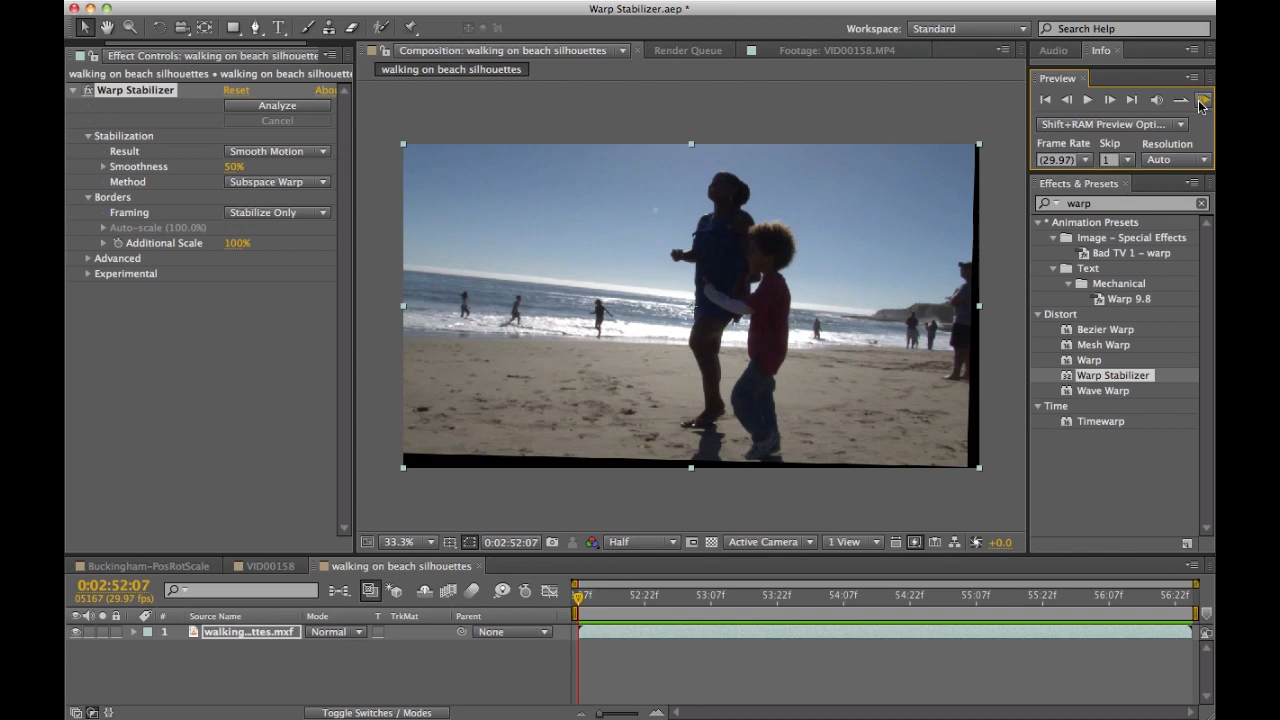 Warp Stabilizer.aep *
Workspace: Standard
Search Help
Effect Controls: walking on beach silhouette
Composition: walking on beach silhouettes
Render Queue
Footage: VID00158.MP4
Audio
Info
walking on beach silhouettes • walking on beach silhouettes
walking on beach silhouettes
Preview
fx Warp Stabilizer
Reset
Abo
Analyze
Cancel
Stabilization
Result
Smooth Motion
Smoothness
50%
Method
Subspace Warp
Borders
Framing
Stabilize Only
Auto-scale (100.0%)
Additional Scale
100%
Advanced
Experimental
Shift+RAM Preview Opti...
Frame Rate
Skip
Resolution
(29.97)
1
Auto
Effects & Presets
warp
* Animation Presets
Image – Special Effects
Bad TV 1 – warp
Text
Mechanical
Warp 9.8
Distort
Bezier Warp
Mesh Warp
Warp
Warp Stabilizer
Wave Warp
Time
Timewarp
33.3%
0:02:52:07
Half
Active Camera
1 View
+0.0
Buckingham-PosRotScale
VID00158
walking on beach silhouettes
0:02:52:07
05167 (29.97 fps)
:07f
52:22f
53:07f
53:22f
54:07f
54:22f
55:07f
55:22f
56:07f
56:22f
#
Source Name
Mode
T
TrkMat
Parent
1
walking...ttes.mxf
Normal
None
Toggle Switches / Modes